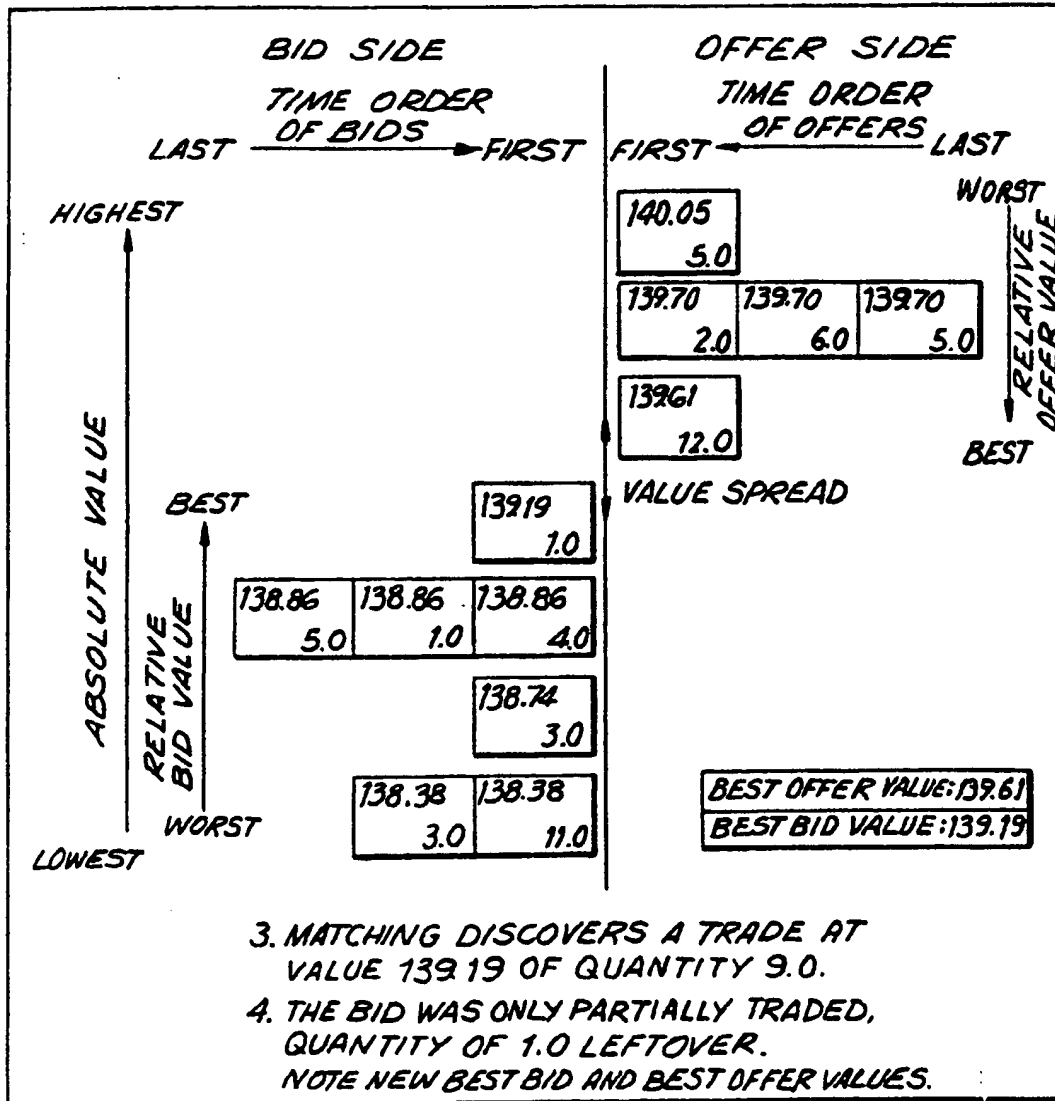 BID SIDE
OFFER SIDE
TIME ORDER
OF BIDS
TIME ORDER
OF OFFERS
LAST
FIRST
FIRST
LAST
HIGHEST
WORST
140.05
5.0
RELATIVE
OFFER VALUE
139.70 139.70 139.70
2.0 6.0 5.0
139.61
12.0
BEST
VALUE SPREAD
ABSOLUTE VALUE
BEST
139.19
1.0
RELATIVE
BID VALUE
138.86 138.86 138.86
5.0 1.0 4.0
138.74
3.0
138.38 138.38
3.0 11.0
WORST
LOWEST
BEST OFFER VALUE:139.61
BEST BID VALUE:139.19
3. MATCHING DISCOVERS A TRADE AT
VALUE 139.19 OF QUANTITY 9.0.
4. THE BID WAS ONLY PARTIALLY TRADED,
QUANTITY OF 1.0 LEFTOVER.
NOTE NEW BEST BID AND BEST OFFER VALUES.